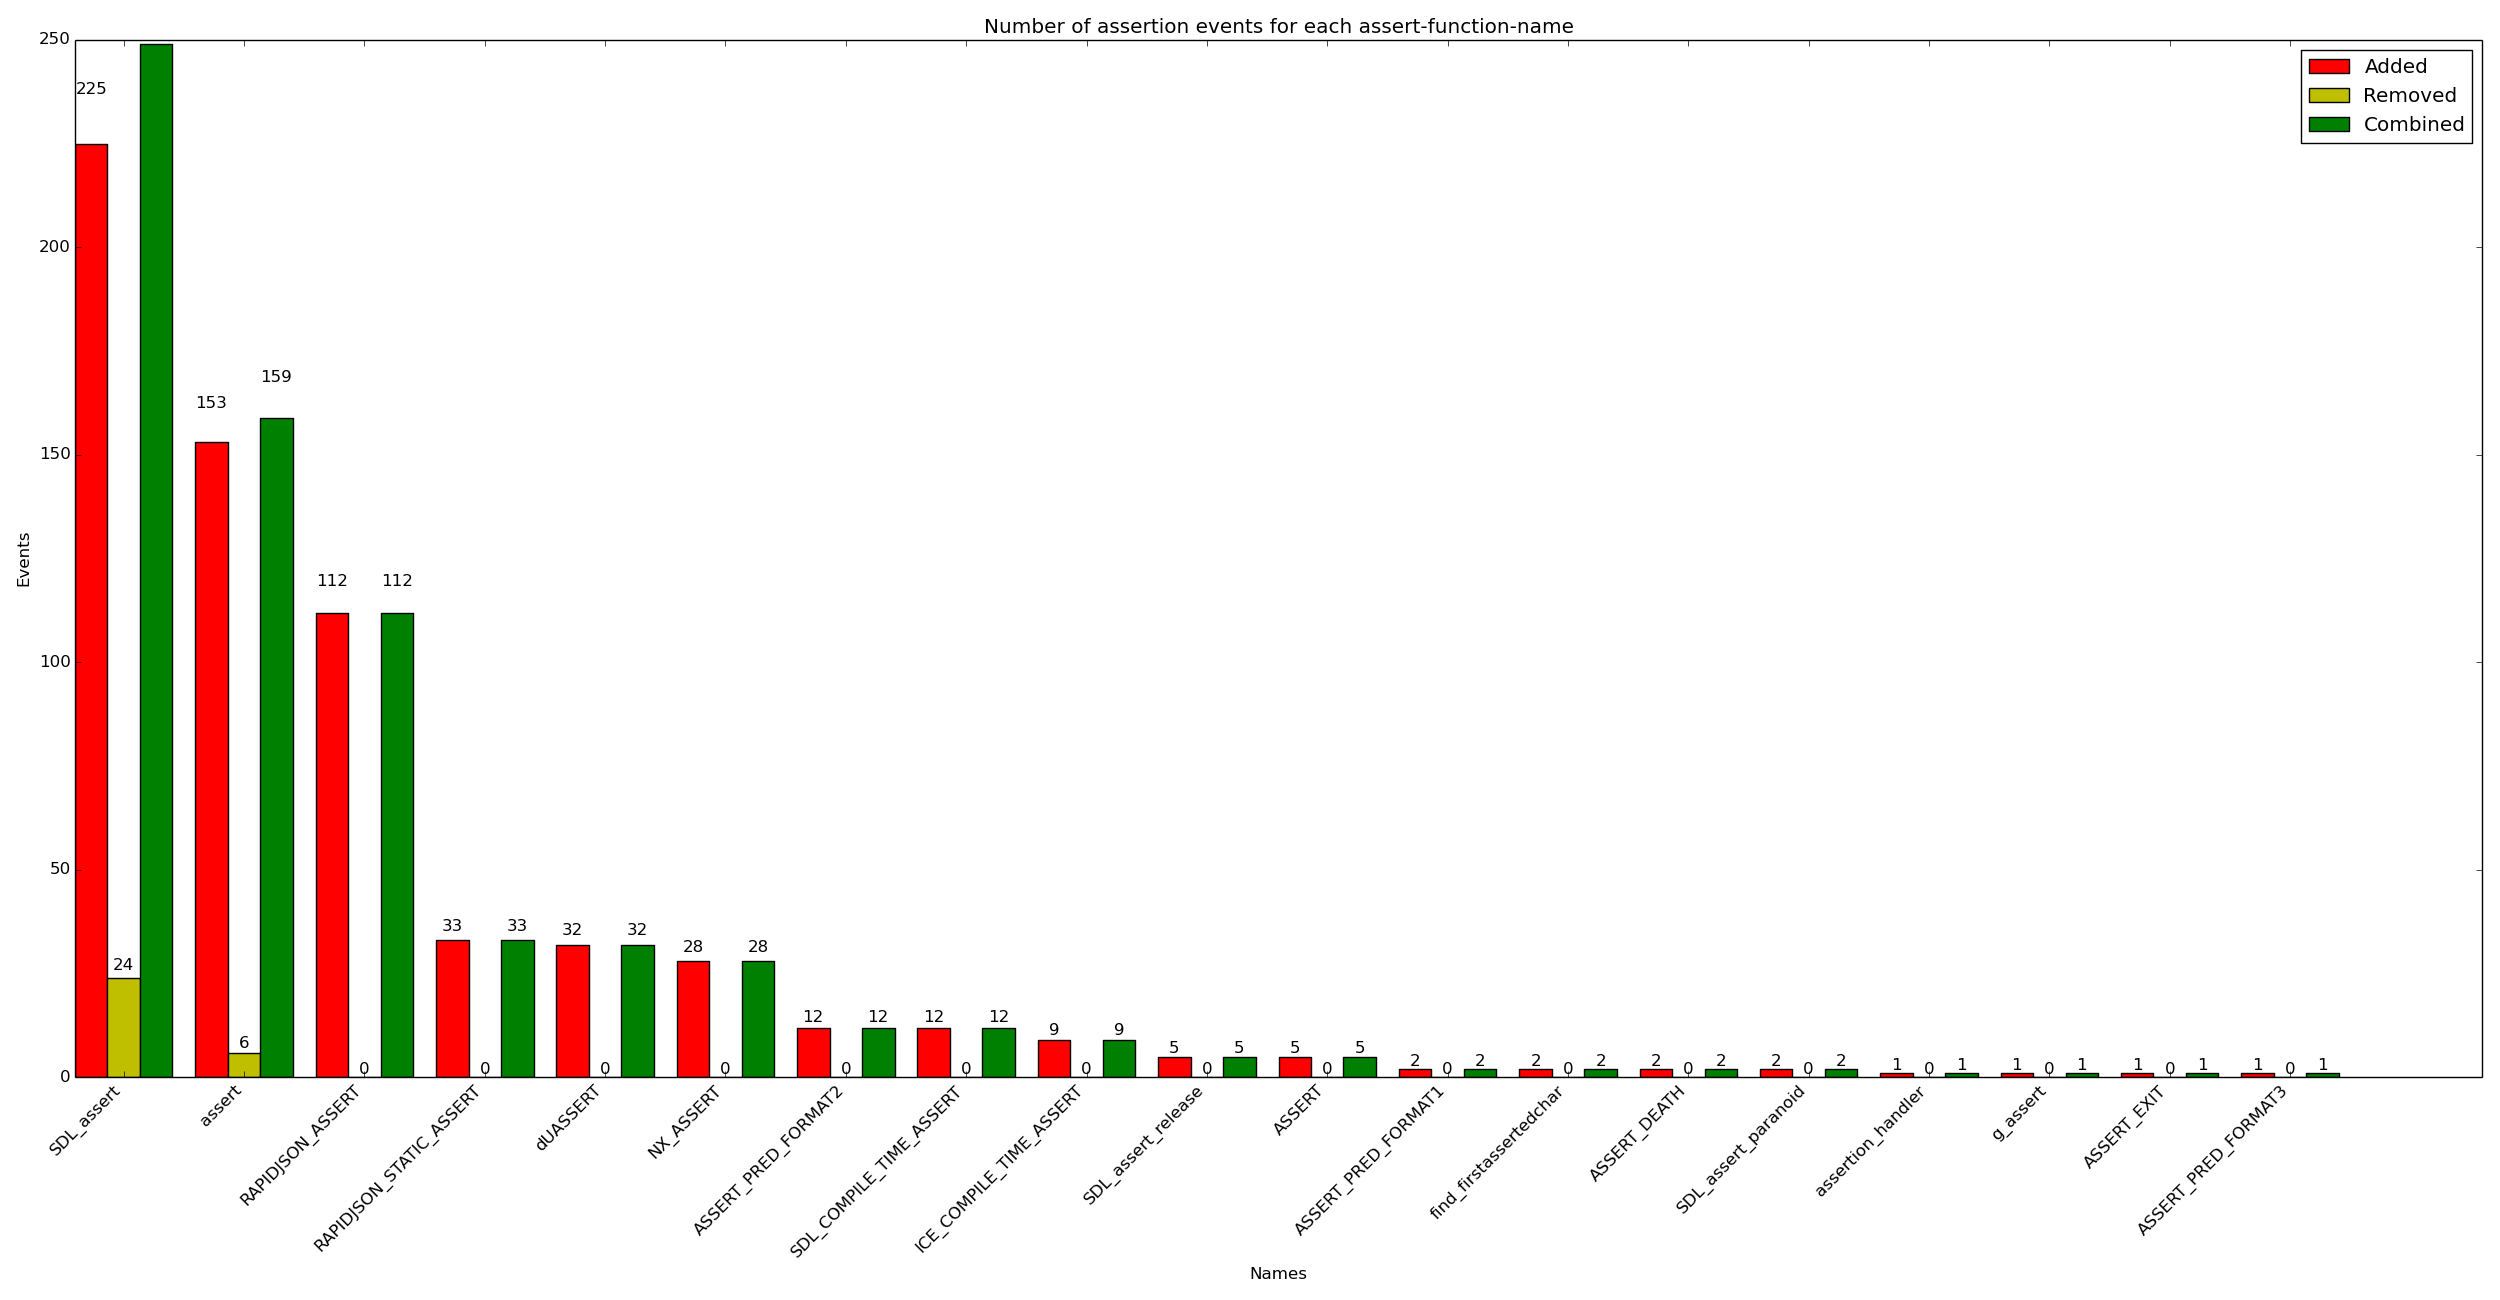 Number of assertion events for each assert-function-name
Added
Removed
Combined
250
200
150
100
50
0
Events
225
24
153
6
159
112
0
112
33
0
33
32
0
32
28
0
28
12
0
12
12
0
12
9
0
9
5
0
5
5
0
5
2
0
2
2
0
2
2
0
2
2
0
2
1
0
1
1
0
1
1
0
1
1
0
1
SDL_assert
assert
RAPIDJSON_ASSERT
RAPIDJSON_STATIC_ASSERT
dUASSERT
NX_ASSERT
ASSERT_PRED_FORMAT2
SDL_COMPILE_TIME_ASSERT
ICE_COMPILE_TIME_ASSERT
SDL_assert_release
ASSERT
ASSERT_PRED_FORMAT1
find_firstassertedchar
ASSERT_DEATH
SDL_assert_paranoid
assertion_handler
g_assert
ASSERT_EXIT
ASSERT_PRED_FORMAT3
Names